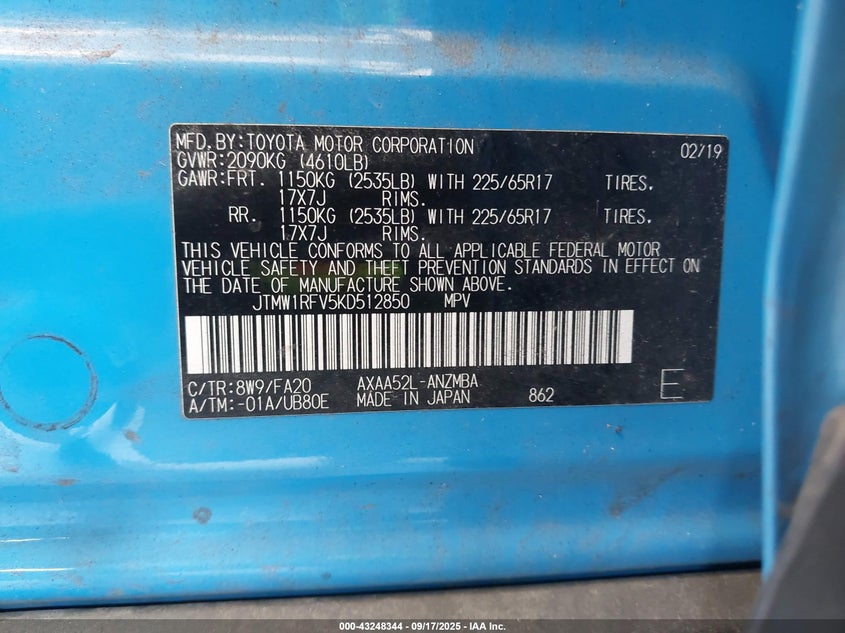 MFD.BY:TOYOTA MOTOR CORPORATION 02/19
GVWR:2090KG (4610LB)
GAWR:FRT. 1150KG (2535LB) WITH 225/65R17 TIRES.
17X7J RIMS.
RR. 1150KG (2535LB) WITH 225/65R17 TIRES.
17X7J RIMS.
THIS VEHICLE CONFORMS TO ALL APPLICABLE FEDERAL MOTOR
VEHICLE SAFETY AND THEFT PREVENTION STANDARDS IN EFFECT ON
THE DATE OF MANUFACTURE SHOWN ABOVE.
JTMW1RFV5KD512850 MPV
C/TR:8W9/FA20 AXAA52L-ANZMBA
A/TM:-01A/UB80E MADE IN JAPAN 862 E
000-43248344 - 09/17/2025 - IAA Inc.